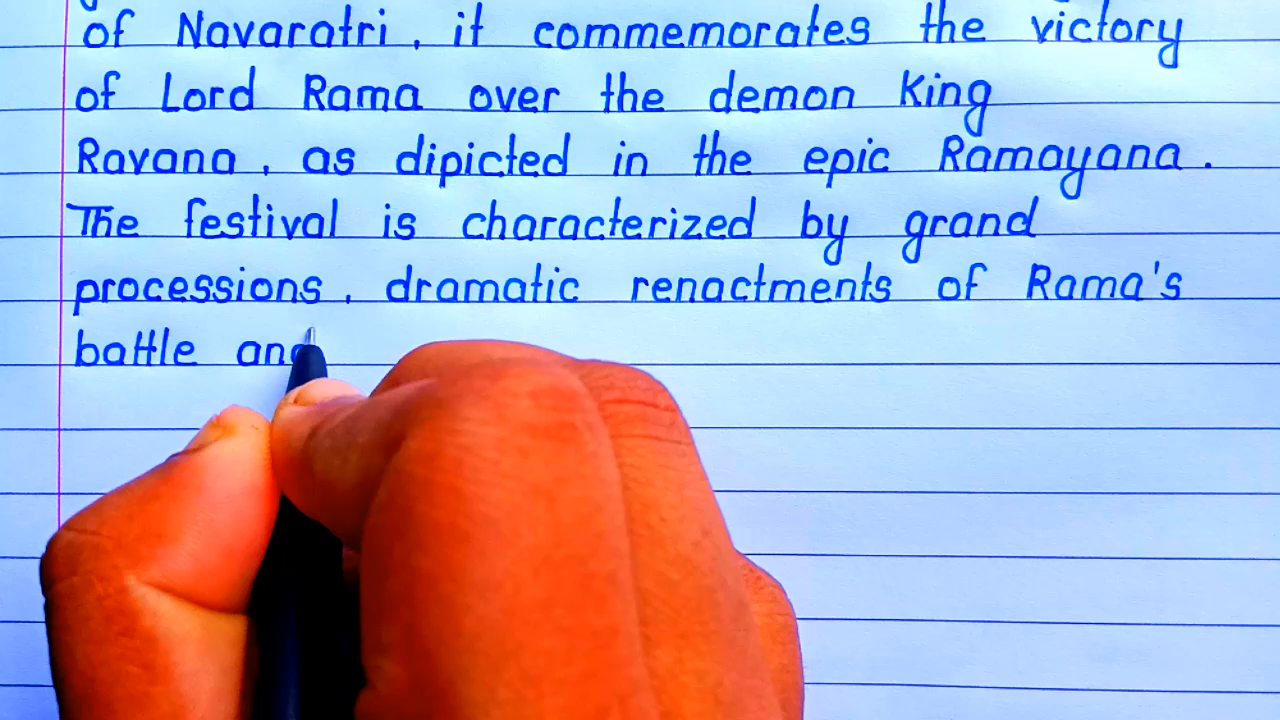 of Navaratri, it commemorates the victory
of Lord Rama over the demon King
Ravana, as dipicted in the epic Ramayana.
The festival is characterized by grand
processions, dramatic renactments of Rama's
battle and